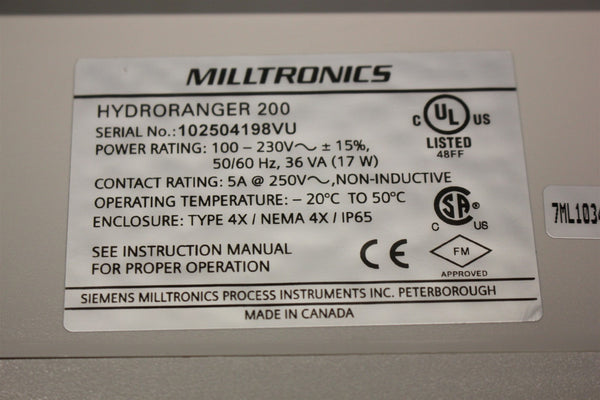 MILLTRONICS
HYDRORANGER 200
SERIAL No.: 102504198VU
POWER RATING: 100 – 230V～ ± 15%,
50/60 Hz, 36 VA (17 W)
CONTACT RATING: 5A @ 250V～, NON-INDUCTIVE
OPERATING TEMPERATURE: – 20°C TO 50°C
ENCLOSURE: TYPE 4X / NEMA 4X / IP65
SEE INSTRUCTION MANUAL
FOR PROPER OPERATION
C UL US
LISTED
48FF
SA
C US
CE
FM
APPROVED
SIEMENS MILLTRONICS PROCESS INSTRUMENTS INC. PETERBOROUGH
MADE IN CANADA
7ML103